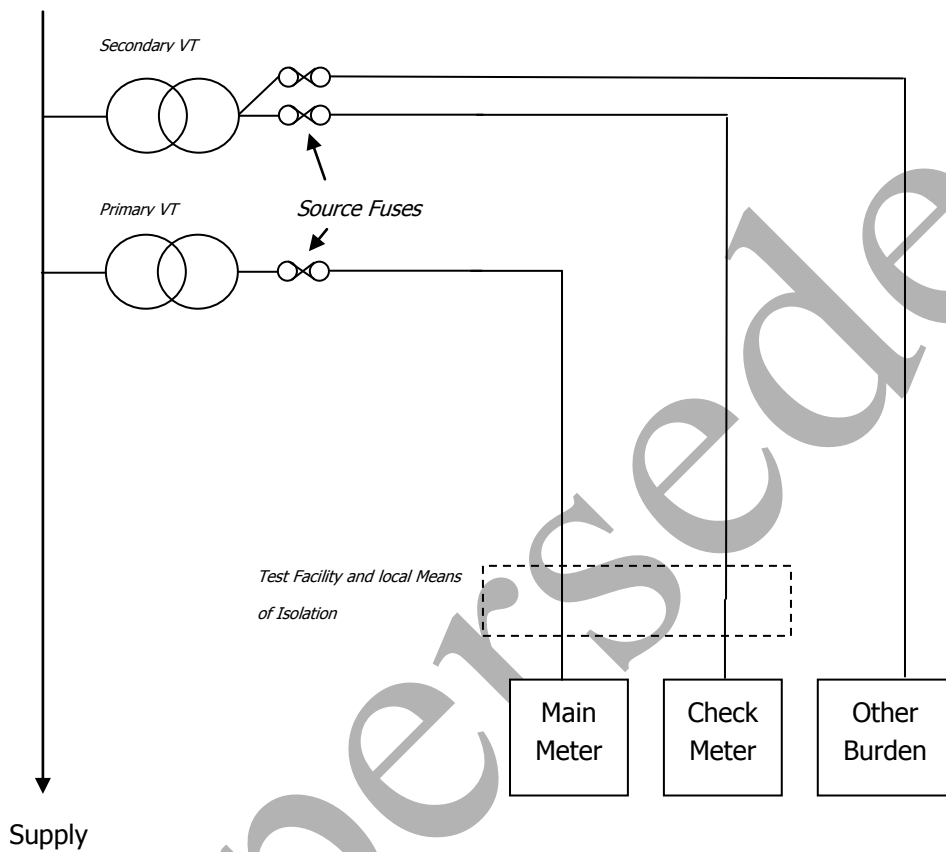 Secondary VT
Source Fuses
Primary VT
Test Facility and local Means
of Isolation
Main
Meter
Check
Meter
Other
Burden
Supply